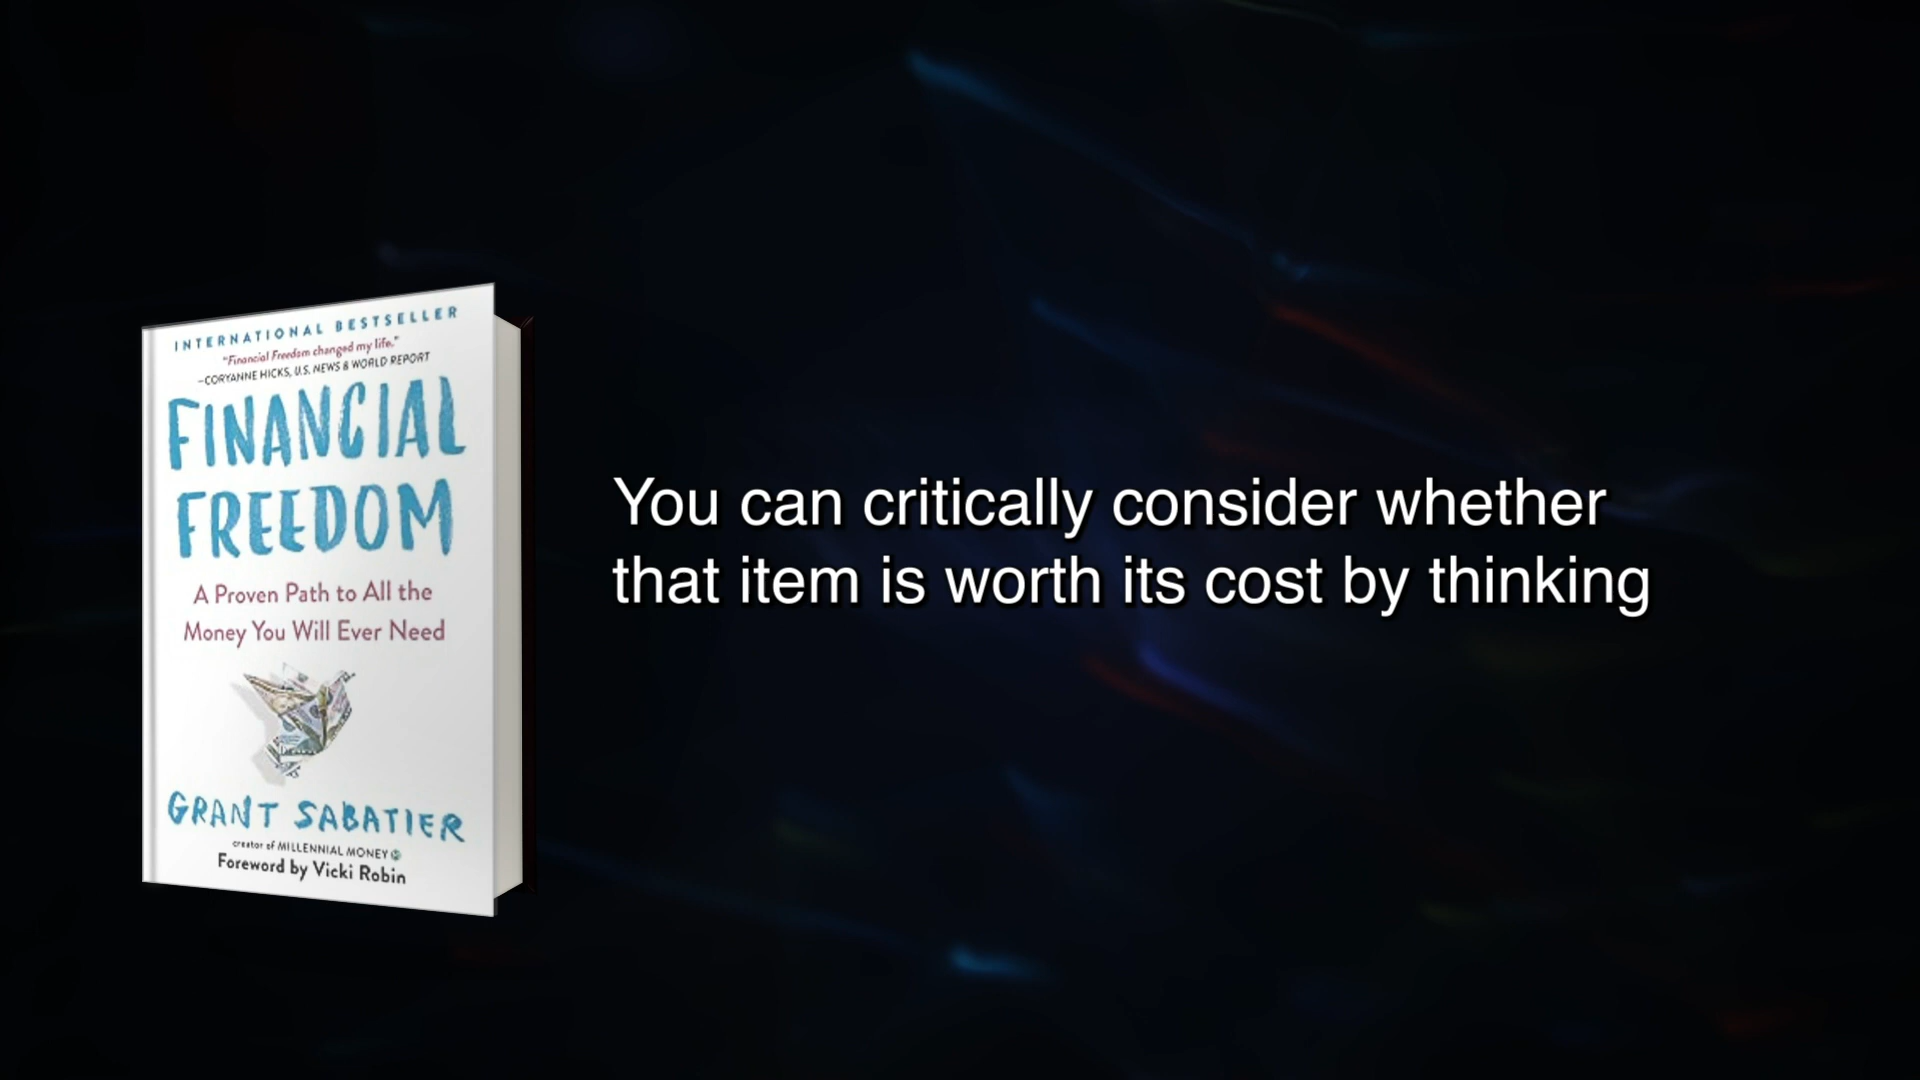 INTERNATIONAL BESTSELLER
"Financial Freedom changed my life."
—CORYANNE HICKS, U.S. NEWS & WORLD REPORT
FINANCIAL
FREEDOM
A Proven Path to All the
Money You Will Ever Need
GRANT SABATIER
creator of MILLENNIAL MONEY
Foreword by Vicki Robin
You can critically consider whether
that item is worth its cost by thinking